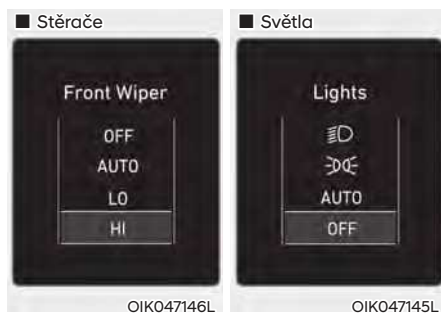 ■ Stěrače
Front Wiper
OFF
AUTO
LO
HI
OIK047146L
■ Světla
Lights
AUTO
OFF
OIK047145L